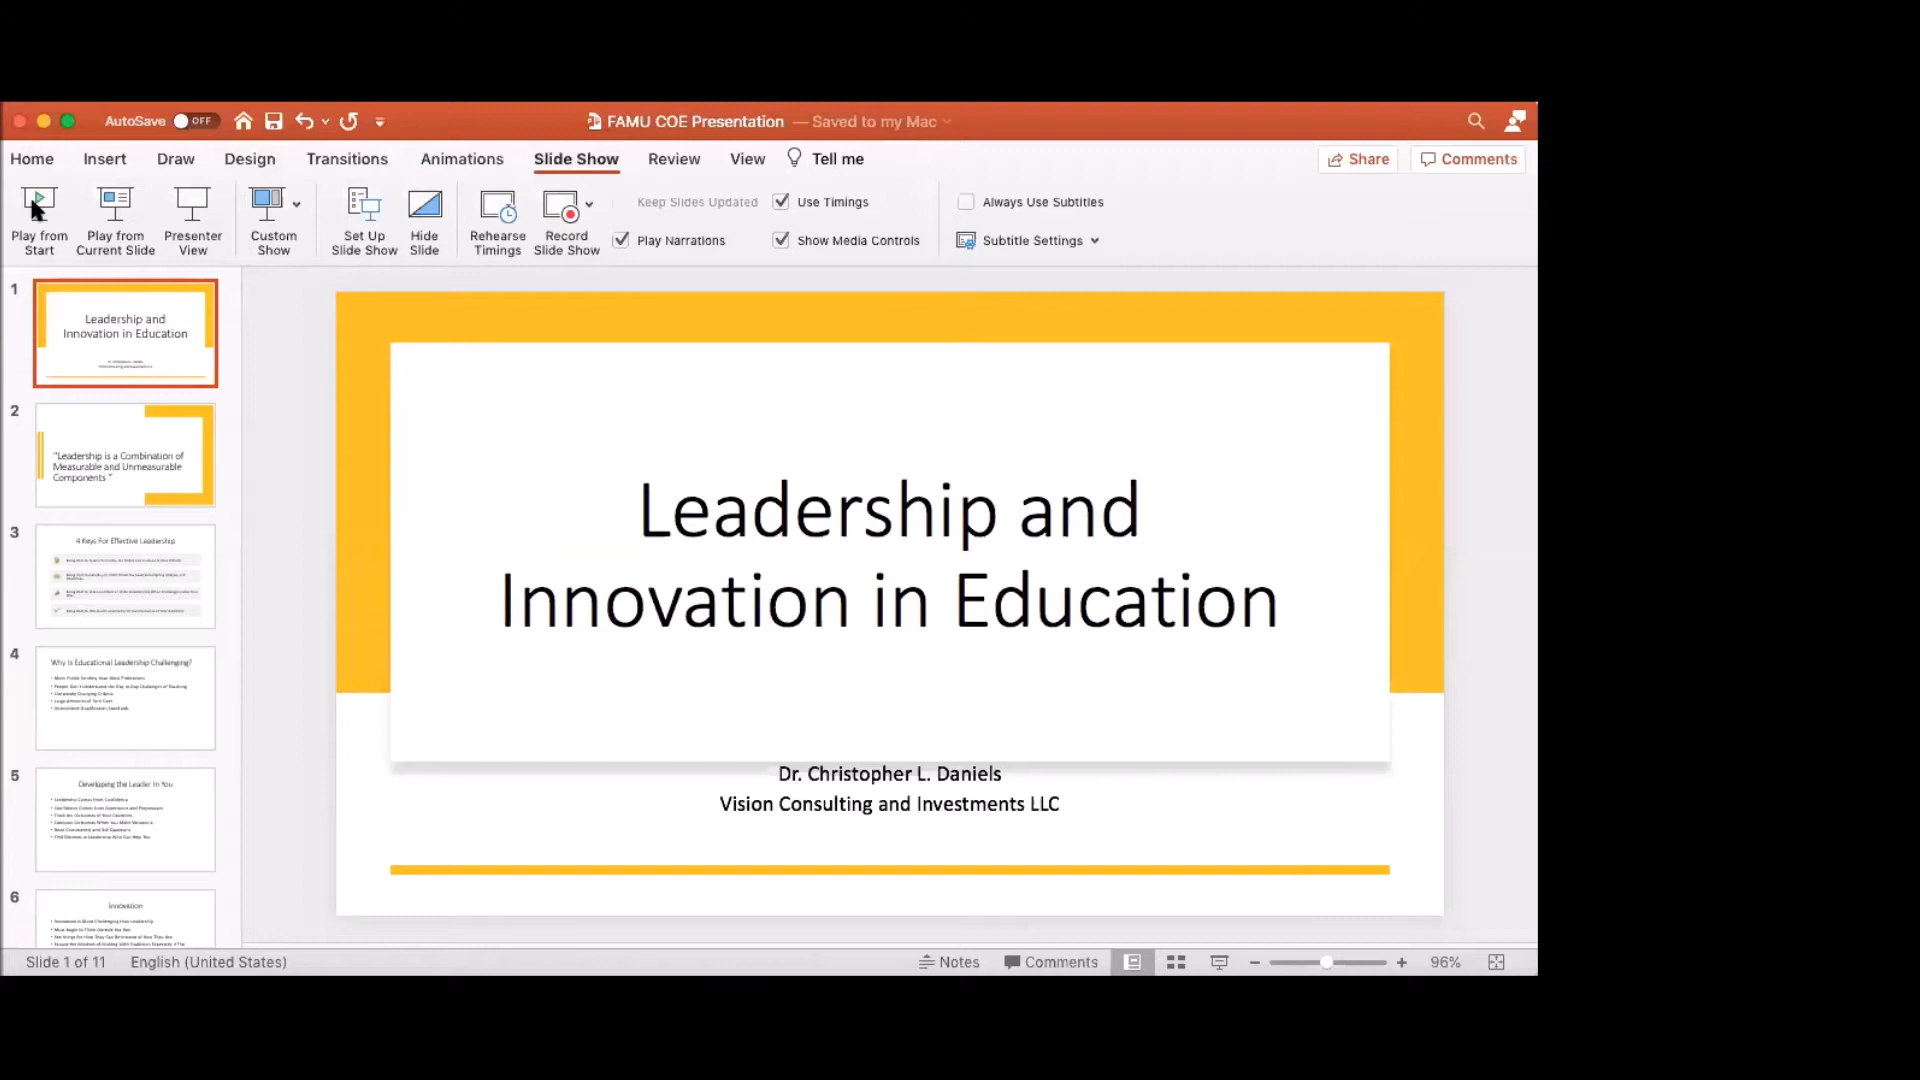 AutoSave OFF
FAMU COE Presentation — Saved to my Mac
Home Insert Draw Design Transitions Animations Slide Show Review View Tell me
Share Comments
Play from Start
Play from Current Slide
Presenter View
Custom Show
Set Up Slide Show
Hide Slide
Rehearse Timings
Record Slide Show
Keep Slides Updated
Use Timings
Play Narrations
Show Media Controls
Always Use Subtitles
Subtitle Settings
1
Leadership and
Innovation in Education
2
"Leadership is a Combination of
Measurable and Unmeasurable
Components "
3
4 Keys For Effective Leadership
4
Why Is Educational Leadership Challenging?
5
Developing the Leader In You
6
Innovation
Leadership and
Innovation in Education
Dr. Christopher L. Daniels
Vision Consulting and Investments LLC
Slide 1 of 11
English (United States)
Notes
Comments
96%